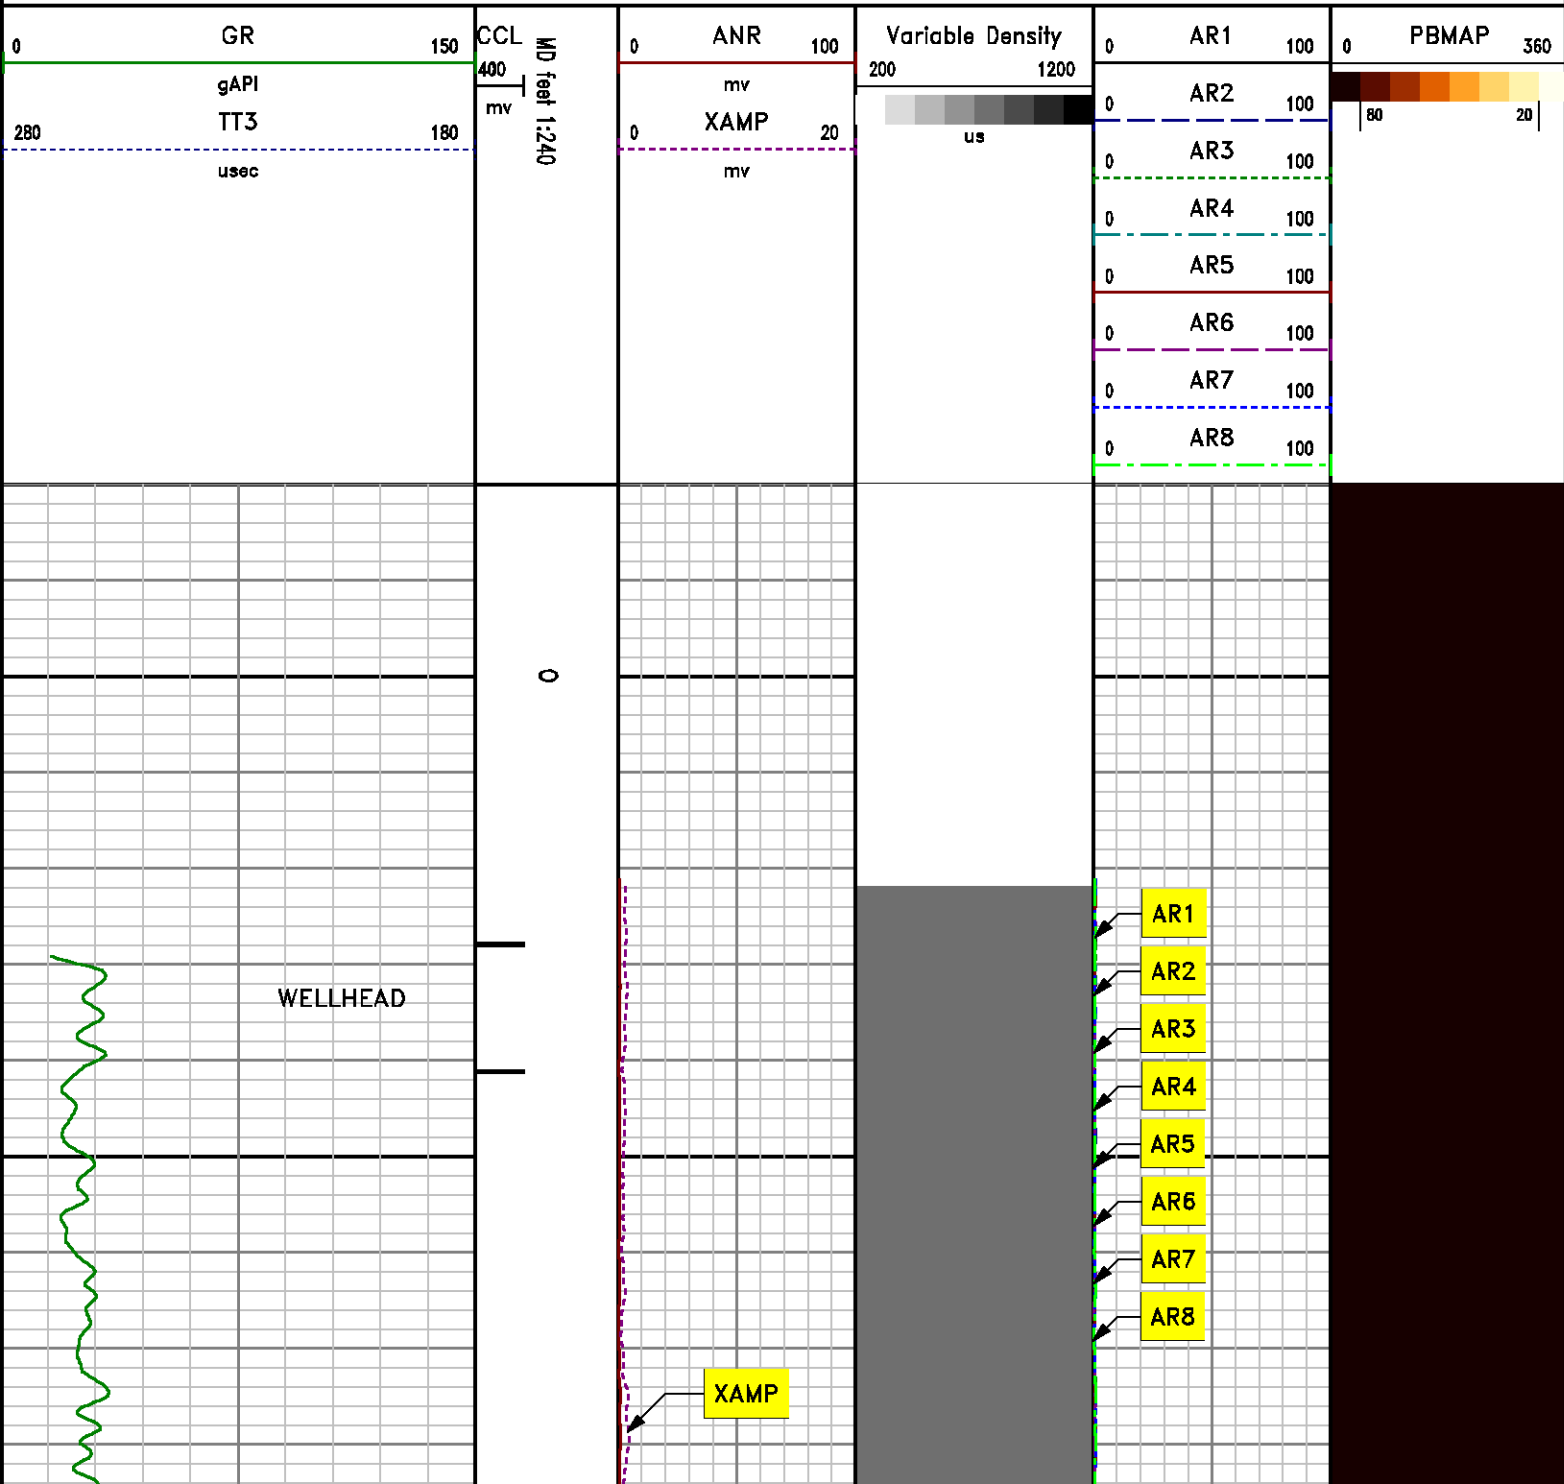 GR
0 150
gAPI
TT3
280 180
usec
CCL
400
mv
MD feet 1:240
ANR
0 100
mv
XAMP
0 20
mv
Variable Density
200 1200
us
AR1
0 100
AR2
0 100
AR3
0 100
AR4
0 100
AR5
0 100
AR6
0 100
AR7
0 100
AR8
0 100
PBMAP
0 360
80 20
0
WELLHEAD
AR1
AR2
AR3
AR4
AR5
AR6
AR7
AR8
XAMP